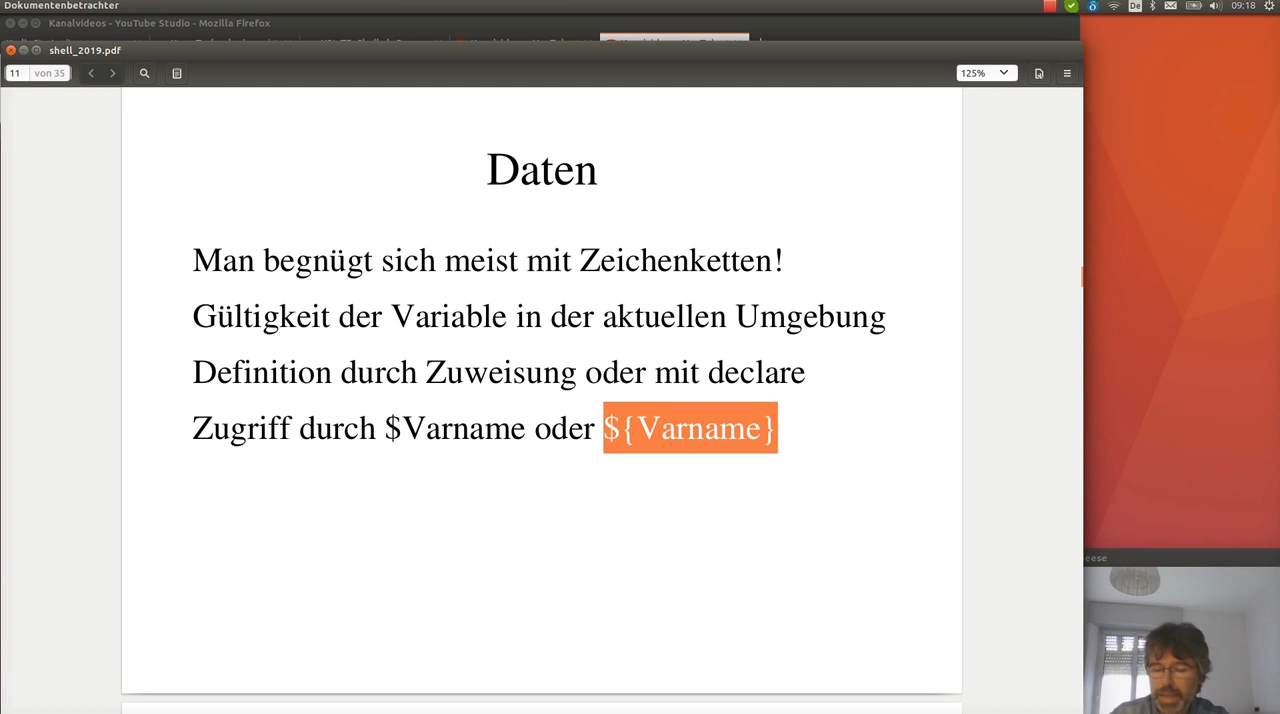 Dokumentenbetrachter
De
09:18
Kanalvideos - YouTube Studio - Mozilla Firefox
shell_2019.pdf
11 von 35
125%
Daten
Man begnügt sich meist mit Zeichenketten!
Gültigkeit der Variable in der aktuellen Umgebung
Definition durch Zuweisung oder mit declare
Zugriff durch $Varname oder ${Varname}
eese